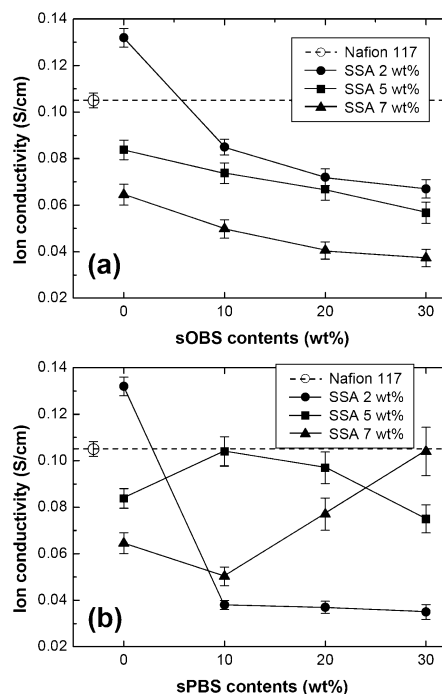 0.14
0.12
0.10
0.08
0.06
0.04
0.02
Ion conductivity (S/cm)
Nafion 117
SSA 2 wt%
SSA 5 wt%
SSA 7 wt%
(a)
0 10 20 30
sOBS contents (wt%)
0.14
0.12
0.10
0.08
0.06
0.04
0.02
Ion conductivity (S/cm)
Nafion 117
SSA 2 wt%
SSA 5 wt%
SSA 7 wt%
(b)
0 10 20 30
sPBS contents (wt%)